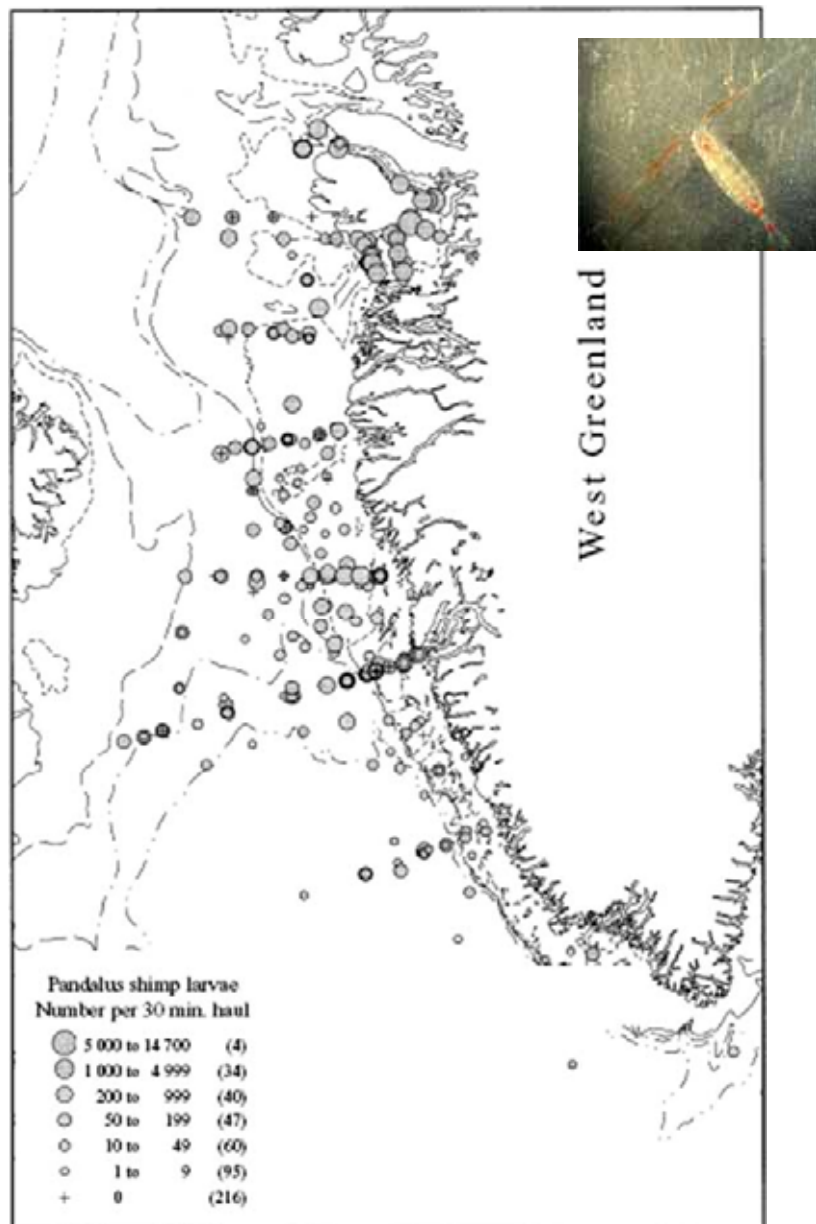 West Greenland
Pandalus shimp larvae
Number per 30 min. haul
5 000 to 14 700 (4)
1 000 to 4 999 (34)
200 to 999 (40)
50 to 199 (47)
10 to 49 (60)
1 to 9 (95)
0 (216)